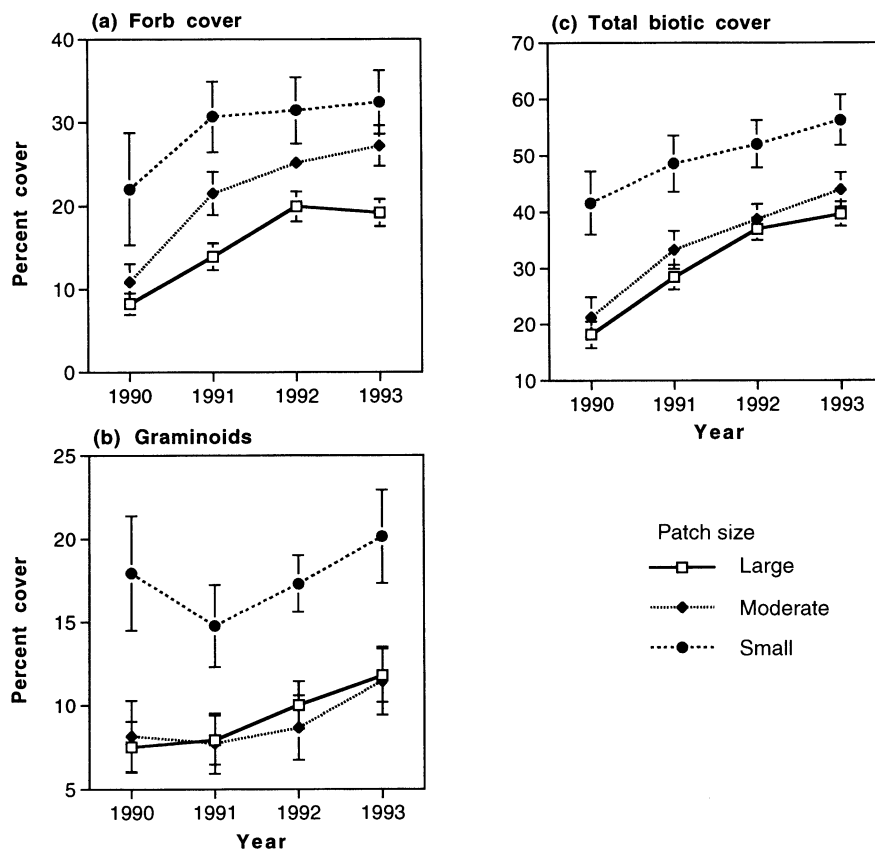 (a) Forb cover
40
30
20
10
0
Percent cover
1990 1991 1992 1993
(b) Graminoids
25
20
15
10
5
Percent cover
1990 1991 1992 1993
Year
(c) Total biotic cover
70
60
50
40
30
20
10
1990 1991 1992 1993
Year
Patch size
Large
Moderate
Small